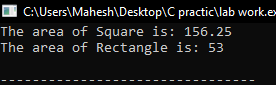 C:\Users\Mahesh\Desktop\C practic\lab work.ex
The area of Square is: 156.25
The area of Rectangle is: 53
--------------------------------